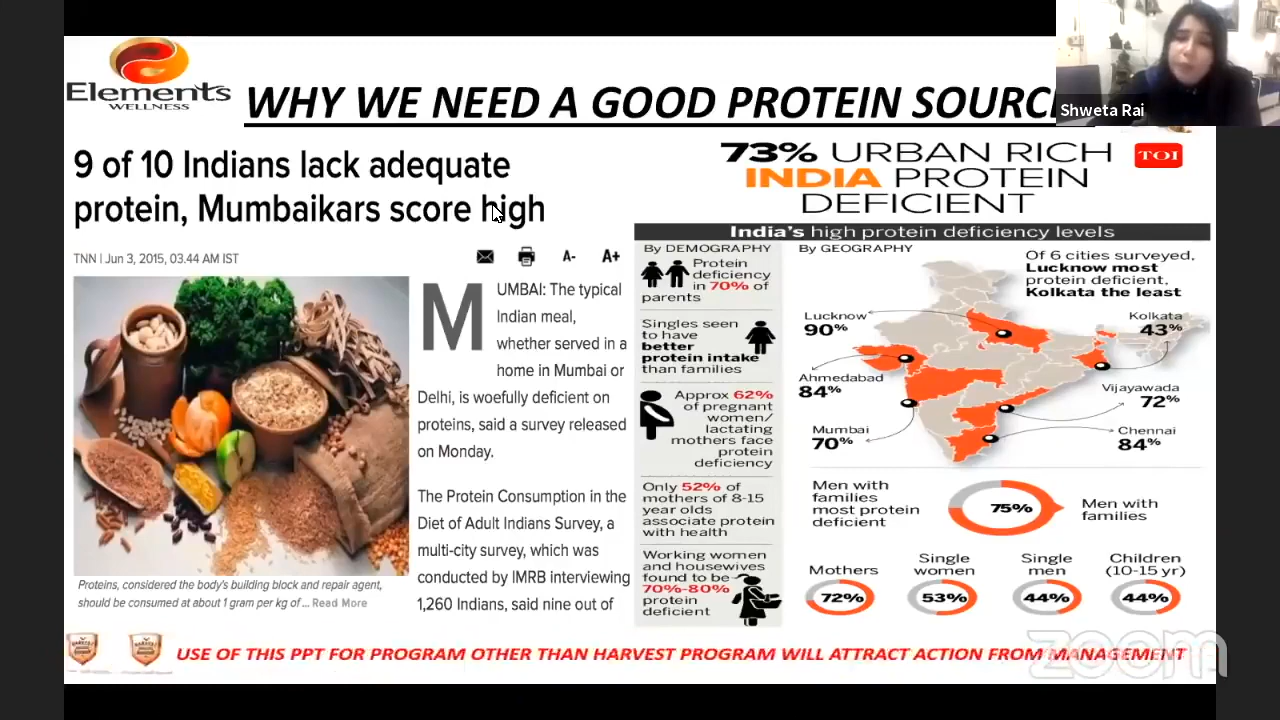 Elements
WELLNESS
WHY WE NEED A GOOD PROTEIN SOURC
Shweta Rai
9 of 10 Indians lack adequate
protein, Mumbaikars score high
TNN | Jun 3, 2015, 03.44 AM IST
A- A+
Proteins, considered the body's building block and repair agent,
should be consumed at about 1 gram per kg of ... Read More
MUMBAI: The typical
Indian meal,
whether served in a
home in Mumbai or
Delhi, is woefully deficient on
proteins, said a survey released
on Monday.
The Protein Consumption in the
Diet of Adult Indians Survey, a
multi-city survey, which was
conducted by IMRB interviewing
1,260 Indians, said nine out of
73% URBAN RICH
INDIA PROTEIN
DEFICIENT
TOI
India's high protein deficiency levels
By DEMOGRAPHY
Protein
deficiency
in 70% of
parents
Singles seen
to have
better
protein intake
than families
Approx 62%
of pregnant
women/
lactating
mothers face
protein
deficiency
Only 52% of
mothers of 8-15
year olds
associate protein
with health
Working women
and housewives
found to be
70%-80%
protein
deficient
By GEOGRAPHY
Of 6 cities surveyed,
Lucknow most
protein deficient,
Kolkata the least
Lucknow
90%
Kolkata
43%
Ahmedabad
84%
Vijayawada
72%
Mumbai
70%
Chennai
84%
Men with
families
most protein
deficient
75%
Men with
families
Mothers
72%
Single
women
53%
Single
men
44%
Children
(10-15 yr)
44%
USE OF THIS PPT FOR PROGRAM OTHER THAN HARVEST PROGRAM WILL ATTRACT ACTION FROM MANAGEMENT
zoom